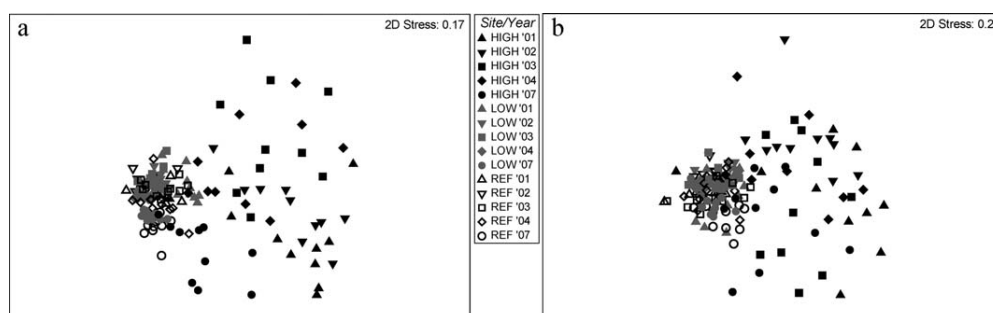 a
2D Stress: 0.17
Site/Year
HIGH '01
HIGH '02
HIGH '03
HIGH '04
HIGH '07
LOW '01
LOW '02
LOW '03
LOW '04
LOW '07
REF '01
REF '02
REF '03
REF '04
REF '07
b
2D Stress: 0.2